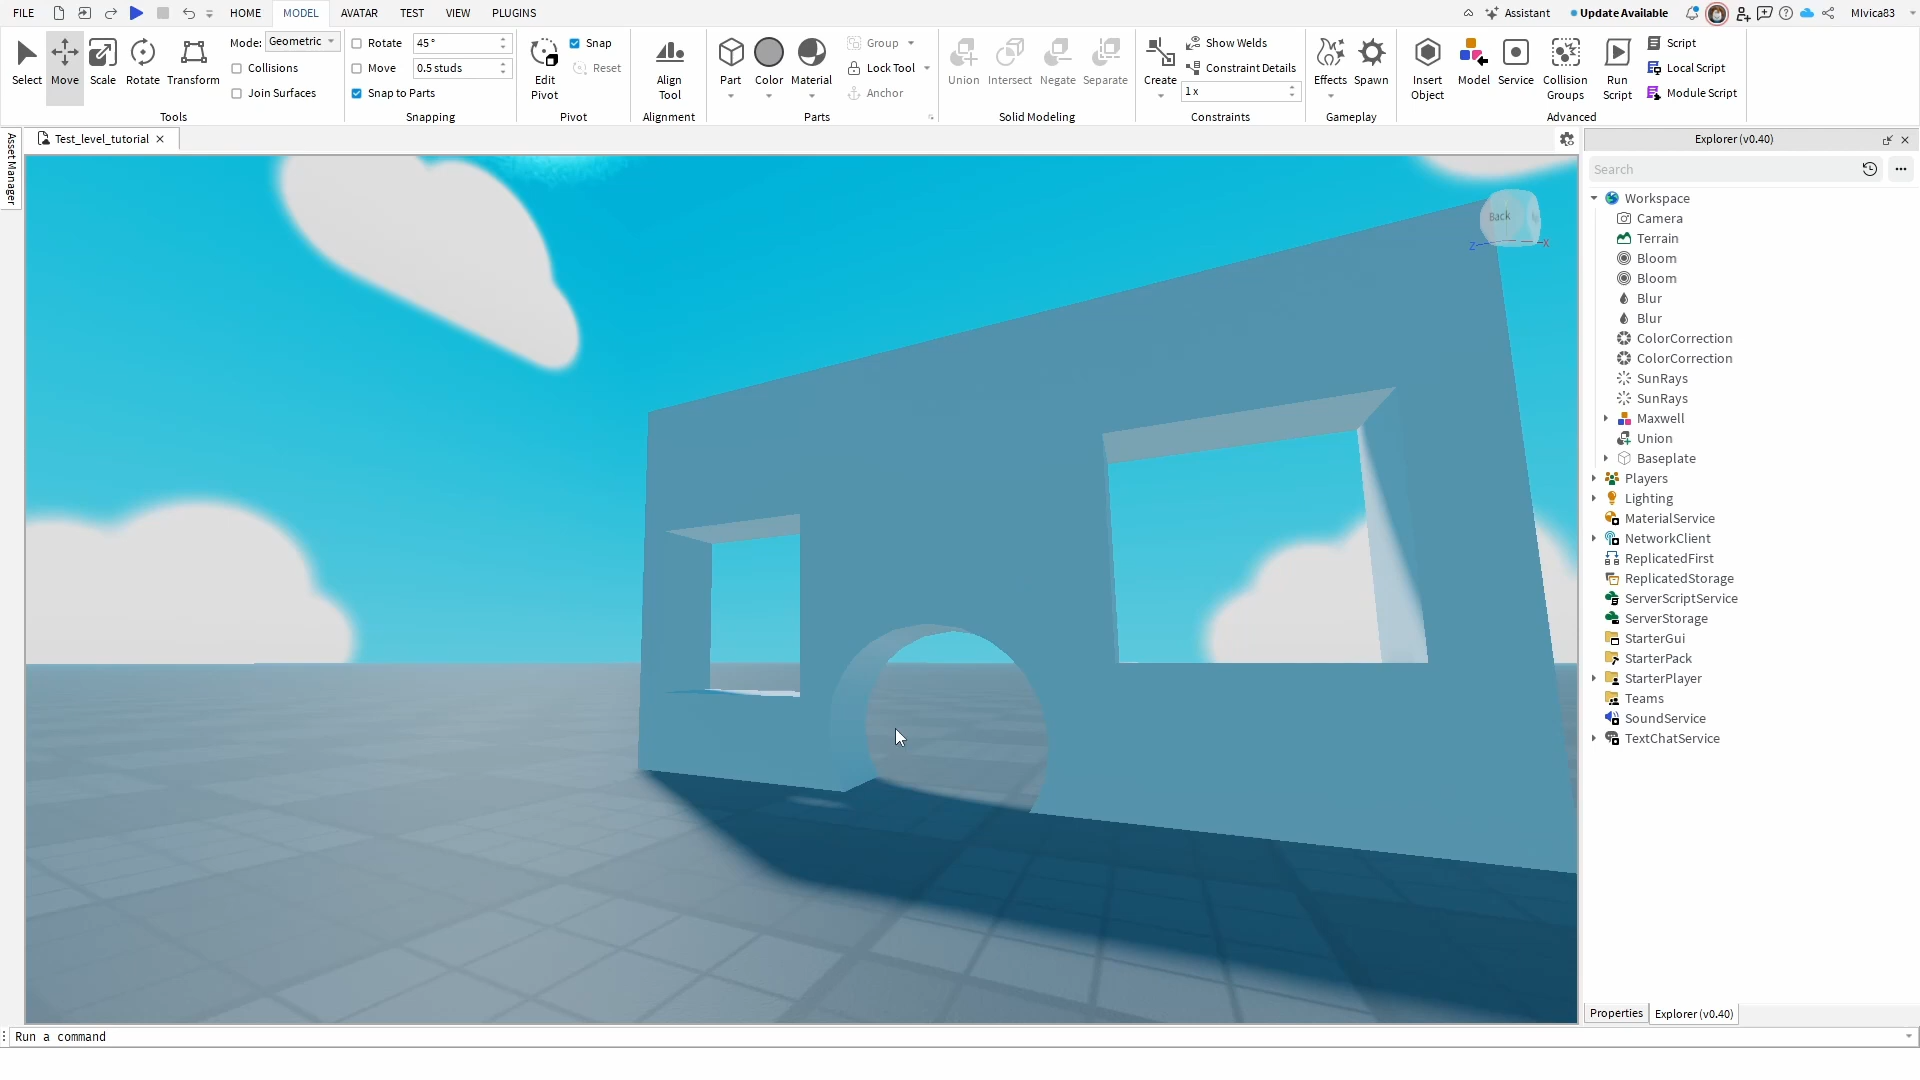 FILE HOME MODEL AVATAR TEST VIEW PLUGINS Assistant Update Available MIvica83
Select Move Scale Rotate Transform
Mode: Geometric
Collisions
Join Surfaces
Tools
Rotate 45°
Move 0.5 studs
Snap to Parts
Snapping
Edit Pivot
Snap
Reset
Pivot
Align Tool
Alignment
Part Color Material
Group
Lock Tool
Anchor
Parts
Union Intersect Negate Separate
Solid Modeling
Create
Show Welds
Constraint Details
1 x
Constraints
Effects Spawn
Gameplay
Insert Object
Model
Service
Collision Groups
Run Script
Script
Local Script
Module Script
Advanced
Asset Manager
Test_level_tutorial
Back
Z X
Explorer (v0.40)
Search
Workspace
Camera
Terrain
Bloom
Bloom
Blur
Blur
ColorCorrection
ColorCorrection
SunRays
SunRays
Maxwell
Union
Baseplate
Players
Lighting
MaterialService
NetworkClient
ReplicatedFirst
ReplicatedStorage
ServerScriptService
ServerStorage
StarterGui
StarterPack
StarterPlayer
Teams
SoundService
TextChatService
Properties Explorer (v0.40)
Run a command